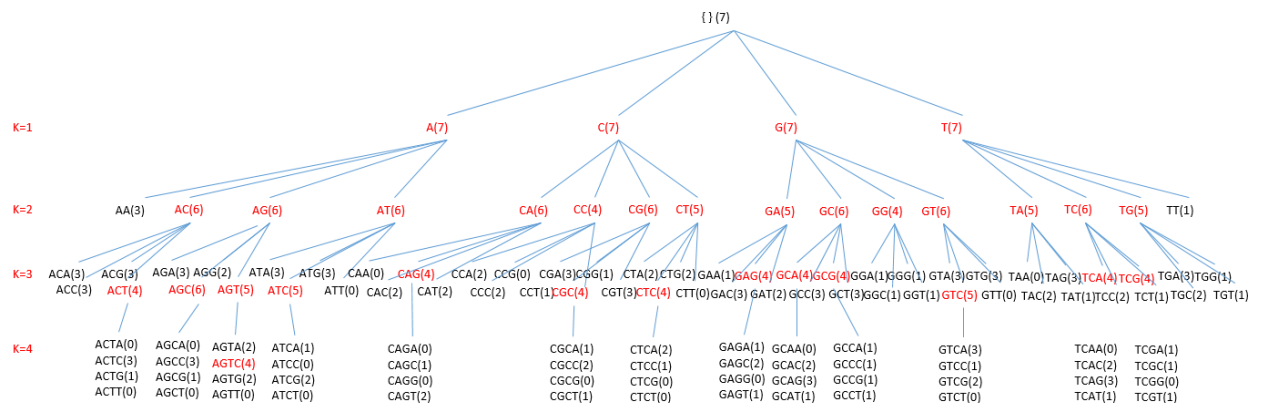 { } (7)
K=1 A(7) C(7) G(7) T(7)
K=2 AA(3) AC(6) AG(6) AT(6) CA(6) CC(4) CG(6) CT(5) GA(5) GC(6) GG(4) GT(6) TA(5) TC(6) TG(5) TT(1)
K=3 ACA(3) ACG(3) AGA(3) AGG(2) ATA(3) ATG(3) CAA(0) CAG(4) CCA(2) CCG(0) CGA(3) CGG(1) CTA(2) CTG(2) GAA(1) GAG(4) GCA(4) GCG(4) GGA(1) GGG(1) GTA(3) GTG(3) TAA(0) TAG(3) TCA(4) TCG(4) TGA(3) TGG(1)
ACC(3) ACT(4) AGC(6) AGT(5) ATC(5) ATT(0) CAC(2) CAT(2) CCC(2) CCT(1) CGC(4) CGT(3) CTC(4) CTT(0) GAC(3) GAT(2) GCC(3) GCT(3) GGC(1) GGT(1) GTC(5) GTT(0) TAC(2) TAT(1) TCC(2) TCT(1) TGC(2) TGT(1)
K=4 ACTA(0) AGCA(0) AGTA(2) ATCA(1) CAGA(0) CGCA(1) CTCA(2) GAGA(1) GCAA(0) GCCA(1) GTCA(3) TCAA(0) TCGA(1)
ACTC(3) AGCC(3) AGTC(4) ATCC(0) CAGC(1) CGCC(2) CTCC(1) GAGC(2) GCAC(2) GCCC(1) GTCC(1) TCAC(2) TCGC(1)
ACTG(1) AGCG(1) AGTG(2) ATCG(2) CAGG(0) CGCG(0) CTCG(0) GAGG(0) GCAG(3) GCCG(1) GTCG(2) TCAG(3) TCGG(0)
ACTT(0) AGCT(0) AGTT(0) ATCT(0) CAGT(2) CGCT(1) CTCT(0) GAGT(1) GCAT(1) GCCT(1) GTCT(0) TCAT(1) TCGT(1)